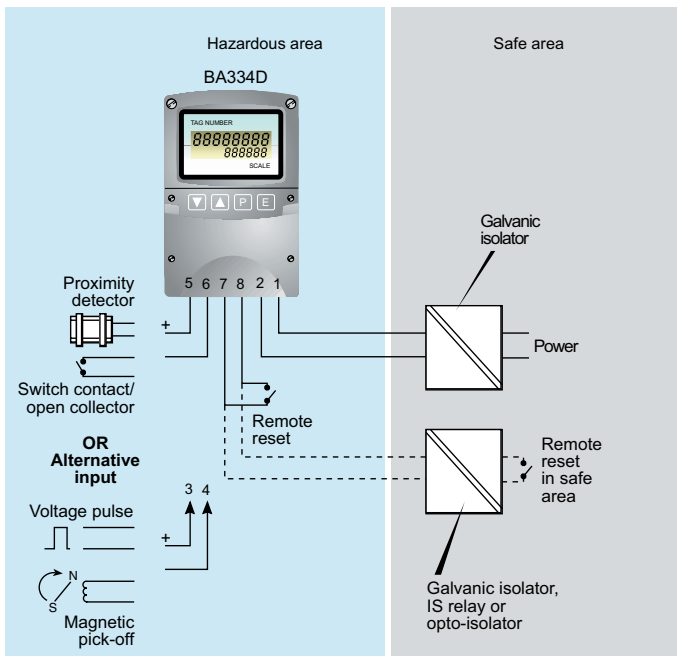 Hazardous area
Safe area
BA334D
TAG NUMBER
88888888
888888
SCALE
P E
5 6 7 8 2 1
Proximity
detector
+
Switch contact/
open collector
Galvanic
isolator
Power
Remote
reset
Remote
reset
in safe
area
OR
Alternative
input
3 4
Voltage pulse
+
N
S
Magnetic
pick-off
Galvanic isolator,
IS relay or
opto-isolator